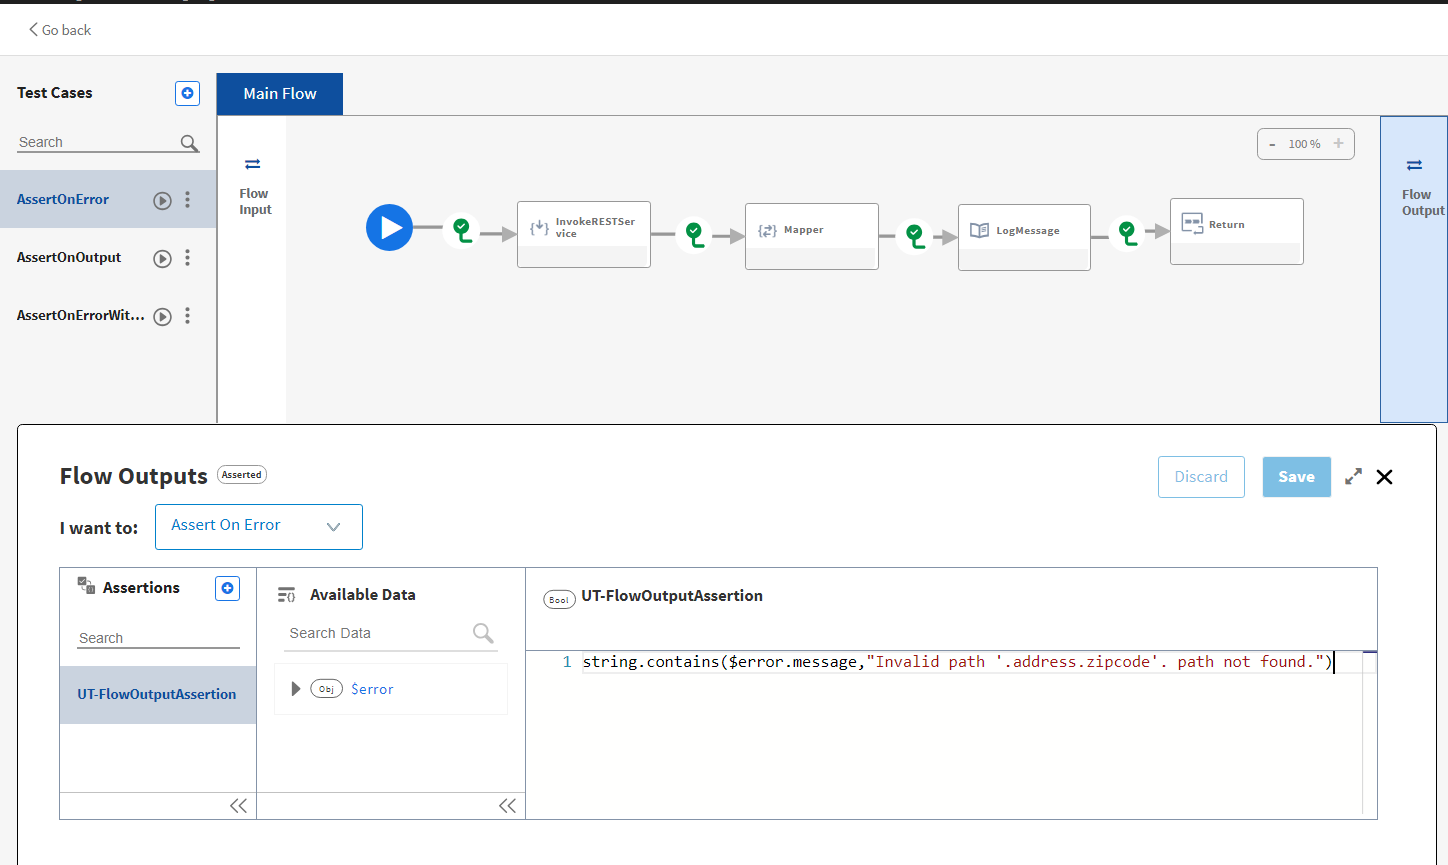 Go back
Test Cases
Search
AssertOnError
AssertOnOutput
AssertOnErrorWit...
Main Flow
Flow
Input
InvokeRESTSer
vice
Mapper
LogMessage
Return
- 100 % +
Flow
Output
Flow Outputs Asserted
Discard
Save
I want to:
Assert On Error
Assertions
Search
UT-FlowOutputAssertion
Available Data
Search Data
Obj $error
Bool UT-FlowOutputAssertion
1 string.contains($error.message,"Invalid path '.address.zipcode'. path not found.")